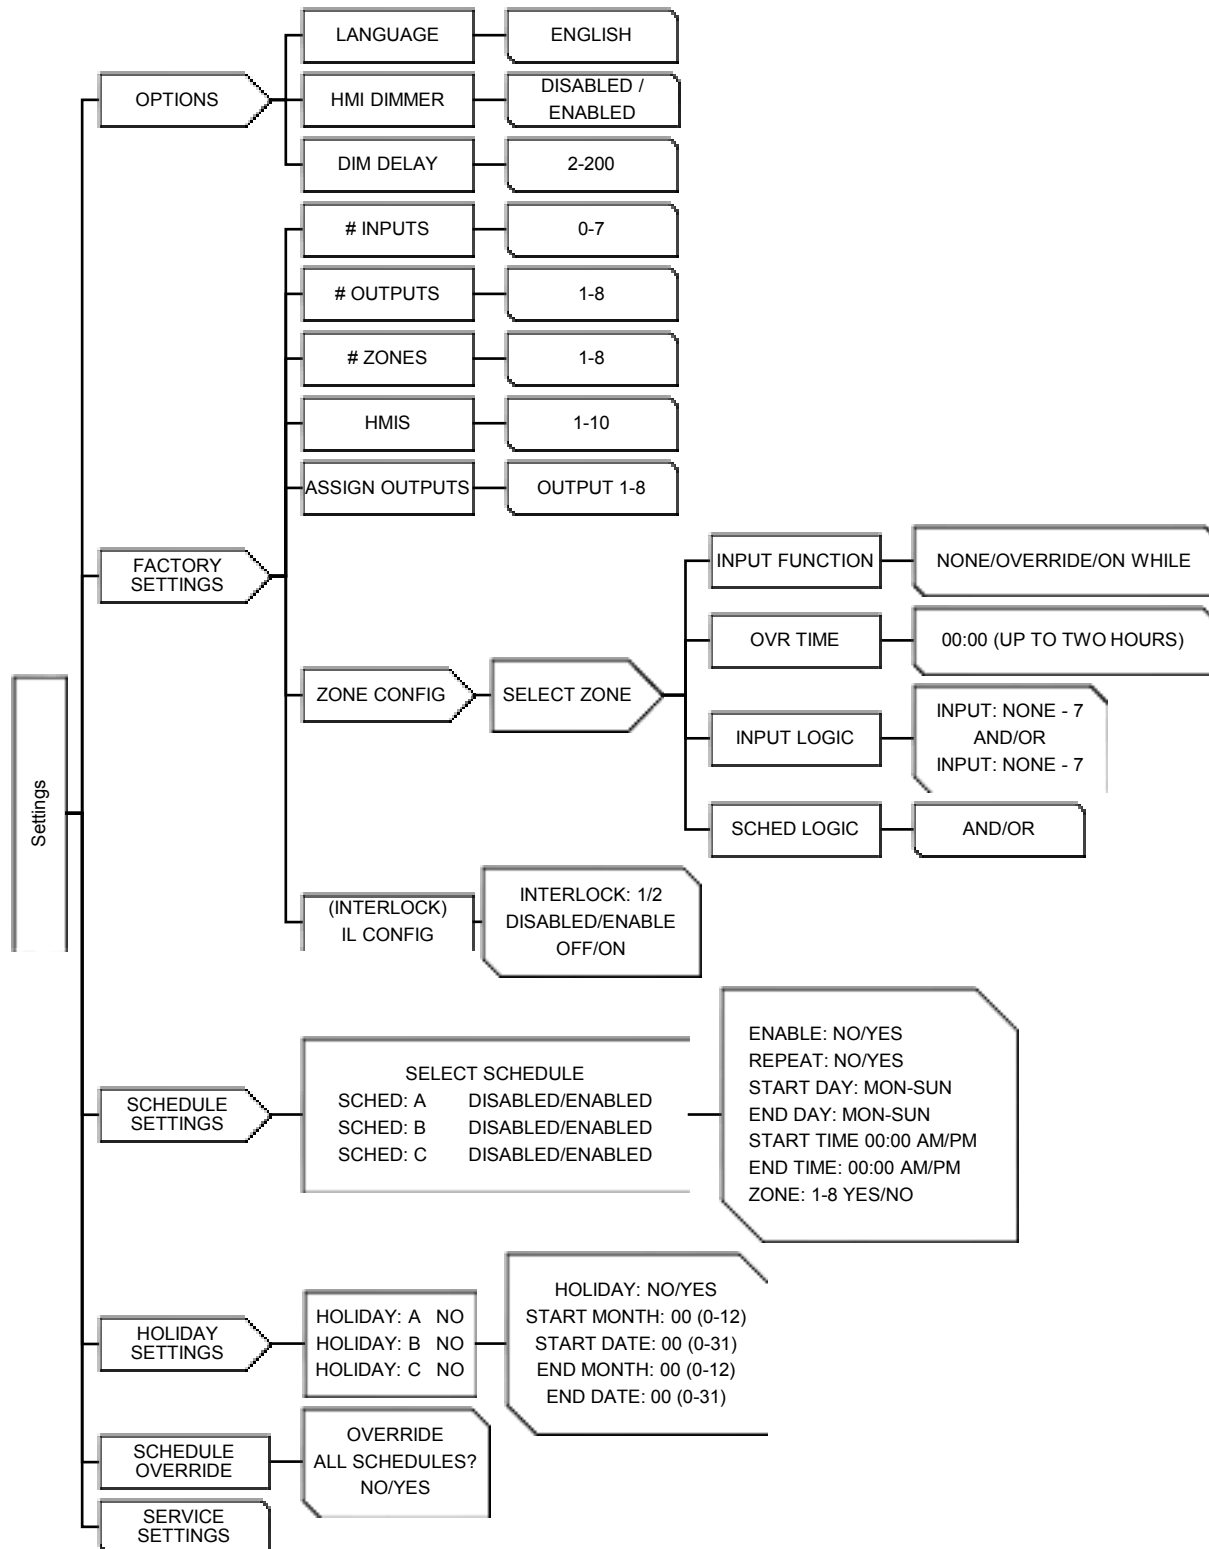 Settings
OPTIONS
LANGUAGE
ENGLISH
HMI DIMMER
DISABLED /
ENABLED
DIM DELAY
2-200
FACTORY
SETTINGS
# INPUTS
0-7
# OUTPUTS
1-8
# ZONES
1-8
HMIS
1-10
ASSIGN OUTPUTS
OUTPUT 1-8
ZONE CONFIG
SELECT ZONE
INPUT FUNCTION
NONE/OVERRIDE/ON WHILE
OVR TIME
00:00 (UP TO TWO HOURS)
INPUT LOGIC
INPUT: NONE - 7
AND/OR
INPUT: NONE - 7
SCHED LOGIC
AND/OR
(INTERLOCK)
IL CONFIG
INTERLOCK: 1/2
DISABLED/ENABLE
OFF/ON
SCHEDULE
SETTINGS
SELECT SCHEDULE
SCHED: A DISABLED/ENABLED
SCHED: B DISABLED/ENABLED
SCHED: C DISABLED/ENABLED
ENABLE: NO/YES
REPEAT: NO/YES
START DAY: MON-SUN
END DAY: MON-SUN
START TIME 00:00 AM/PM
END TIME: 00:00 AM/PM
ZONE: 1-8 YES/NO
HOLIDAY
SETTINGS
HOLIDAY: A NO
HOLIDAY: B NO
HOLIDAY: C NO
HOLIDAY: NO/YES
START MONTH: 00 (0-12)
START DATE: 00 (0-31)
END MONTH: 00 (0-12)
END DATE: 00 (0-31)
SCHEDULE
OVERRIDE
OVERRIDE
ALL SCHEDULES?
NO/YES
SERVICE
SETTINGS